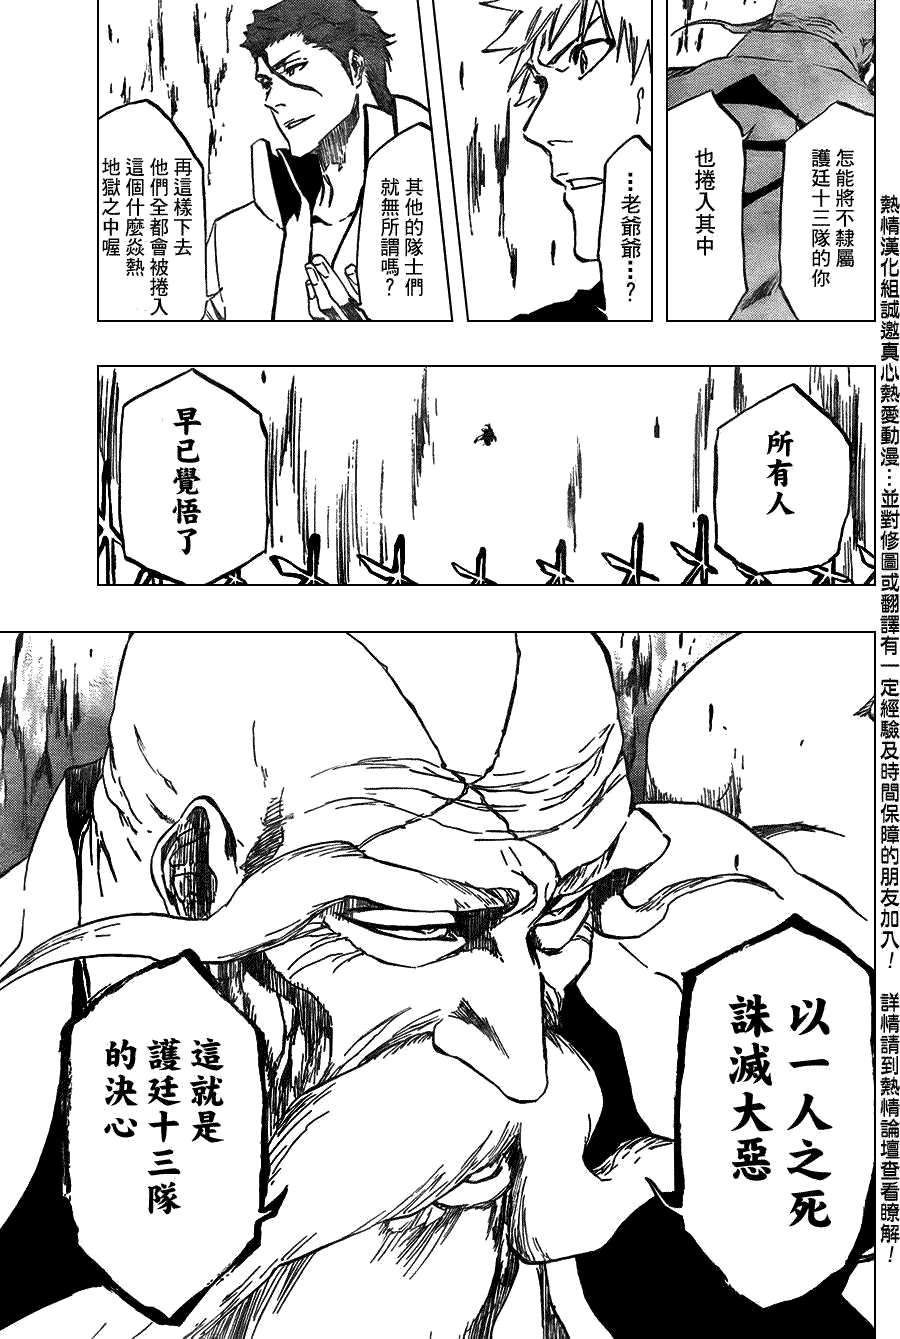 怎能將不隸屬
護廷十三隊的你
也捲入其中
…老爺爺…?
其他的隊士們
就無所謂嗎?
再這樣下去
他們全都會被捲入
這個什麼焱熱
地獄之中喔
所有人
早已覺悟了
以一人之死
誅滅大惡
這就是
護廷十三隊
的決心
熱情漢化組誠邀真心熱愛動漫…並對修圖或翻譯有一定經驗及時間保障的朋友加入! 詳情請到熱情論壇查看瞭解!